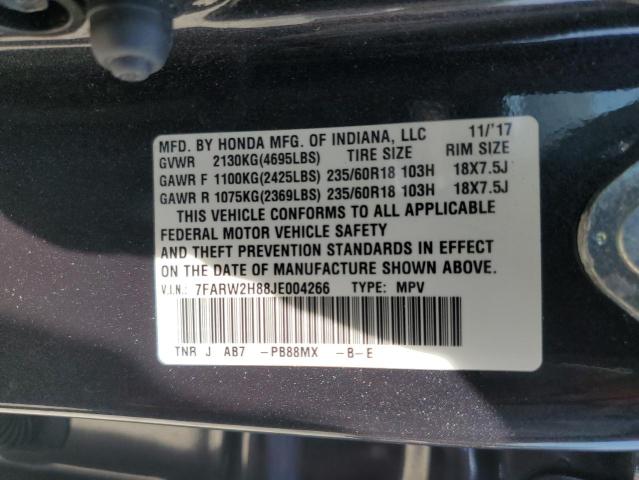 MFD. BY HONDA MFG. OF INDIANA, LLC 11/'17
GVWR 2130KG(4695LBS) TIRE SIZE RIM SIZE
GAWR F 1100KG(2425LBS) 235/60R18 103H 18X7.5J
GAWR R 1075KG(2369LBS) 235/60R18 103H 18X7.5J
THIS VEHICLE CONFORMS TO ALL APPLICABLE
FEDERAL MOTOR VEHICLE SAFETY
AND THEFT PREVENTION STANDARDS IN EFFECT
ON THE DATE OF MANUFACTURE SHOWN ABOVE.
V.I.N.: 7FARW2H88JE004266 TYPE: MPV
TNR J AB7 -PB88MX -B-E